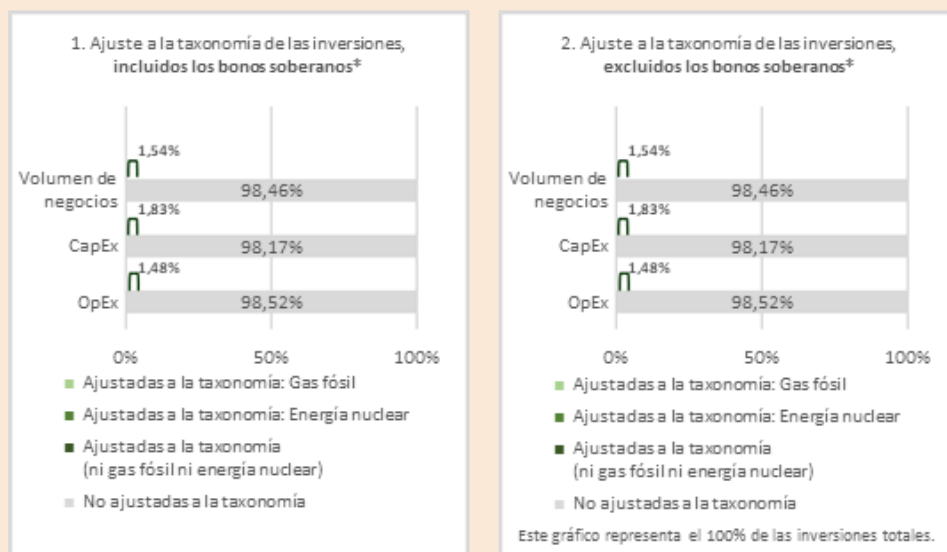 1. Ajuste a la taxonomía de las inversiones,
incluidos los bonos soberanos*
1,54%
Volumen de
negocios
98,46%
1,83%
CapEx
98,17%
1,48%
OpEx
98,52%
0%
50%
100%
Ajustadas a la taxonomía: Gas fósil
Ajustadas a la taxonomía: Energía nuclear
Ajustadas a la taxonomía
(ni gas fósil ni energía nuclear)
No ajustadas a la taxonomía
2. Ajuste a la taxonomía de las inversiones,
excluidos los bonos soberanos*
1,54%
Volumen de
negocios
98,46%
1,83%
CapEx
98,17%
1,48%
OpEx
98,52%
0%
50%
100%
Ajustadas a la taxonomía: Gas fósil
Ajustadas a la taxonomía: Energía nuclear
Ajustadas a la taxonomía
(ni gas fósil ni energía nuclear)
No ajustadas a la taxonomía
Este gráfico representa el 100% de las inversiones totales.